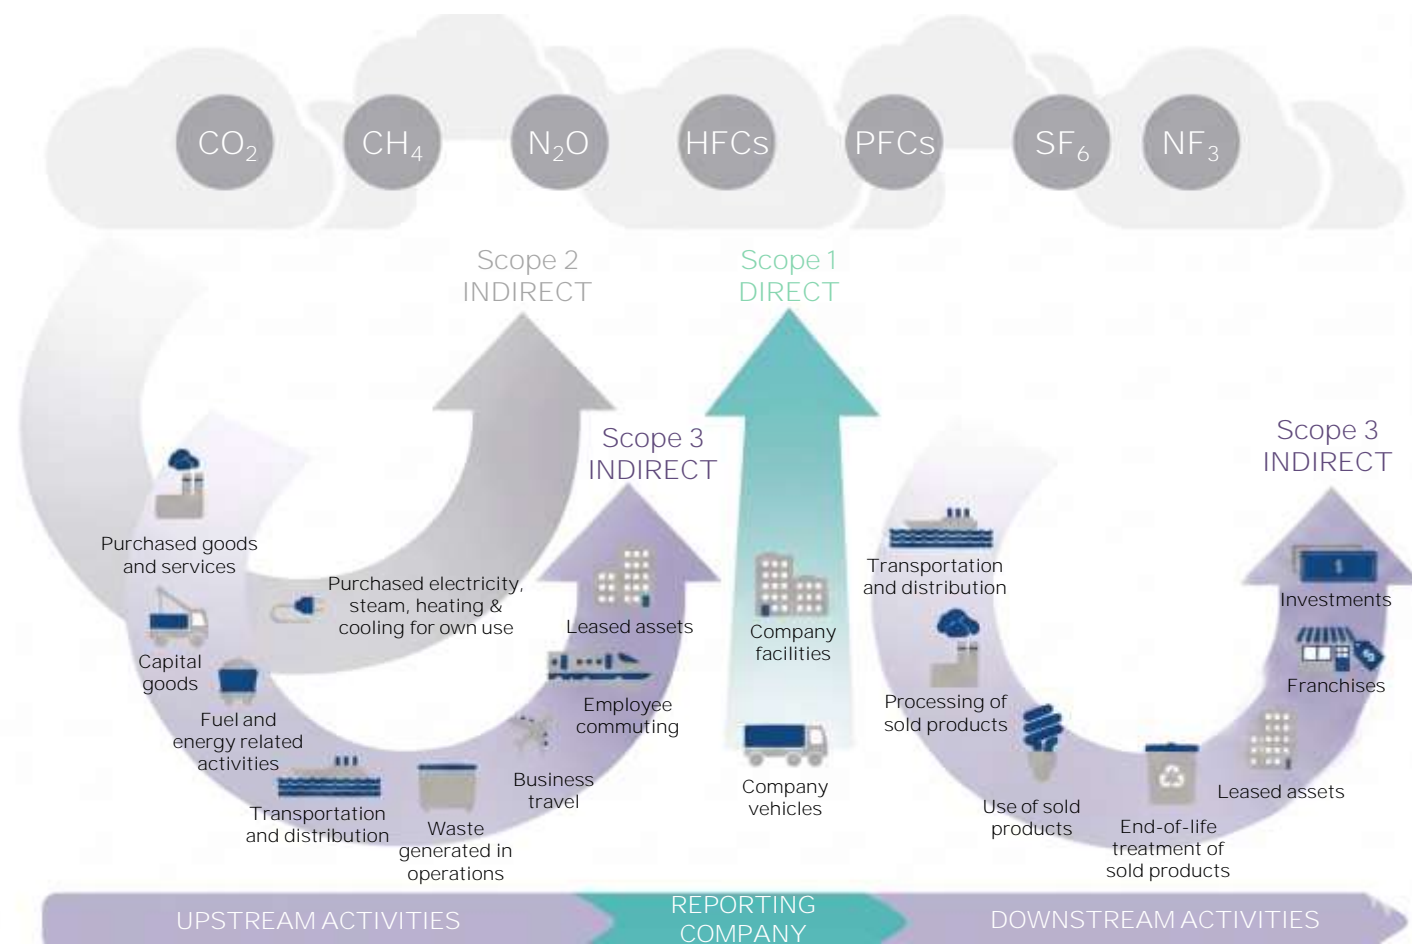 CO₂
CH₄
N₂O
HFCs
PFCs
SF₆
NF₃
Scope 2
INDIRECT
Scope 1
DIRECT
Scope 3
INDIRECT
Scope 3
INDIRECT
Purchased goods
and services
Capital
goods
Fuel and
energy related
activities
Purchased electricity,
steam, heating &
cooling for own use
Transportation
and distribution
Waste
generated in
operations
Business
travel
Employee
commuting
Leased assets
Company
facilities
Company
vehicles
Transportation
and distribution
Processing of
sold products
Use of sold
products
End-of-life
treatment of
sold products
Leased assets
Franchises
$
Investments
$
UPSTREAM ACTIVITIES
REPORTING
COMPANY
DOWNSTREAM ACTIVITIES